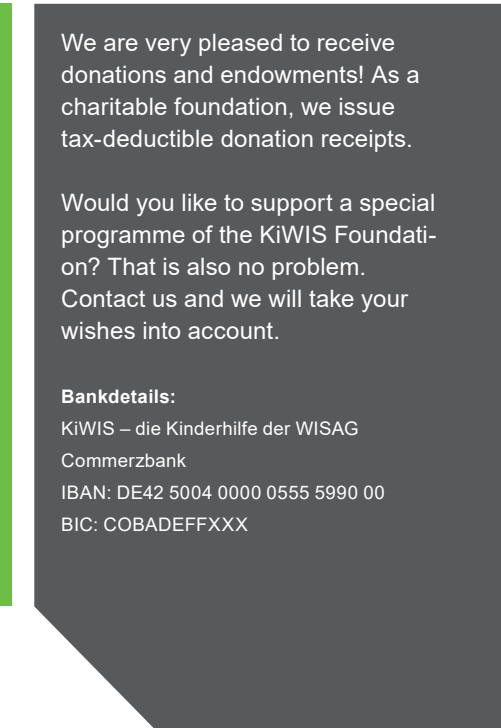 We are very pleased to receive
donations and endowments! As a
charitable foundation, we issue
tax-deductible donation receipts.
Would you like to support a special
programme of the KiWIS Foundati-
on? That is also no problem.
Contact us and we will take your
wishes into account.
Bankdetails:
KiWIS – die Kinderhilfe der WISAG
Commerzbank
IBAN: DE42 5004 0000 0555 5990 00
BIC: COBADEFFXXX